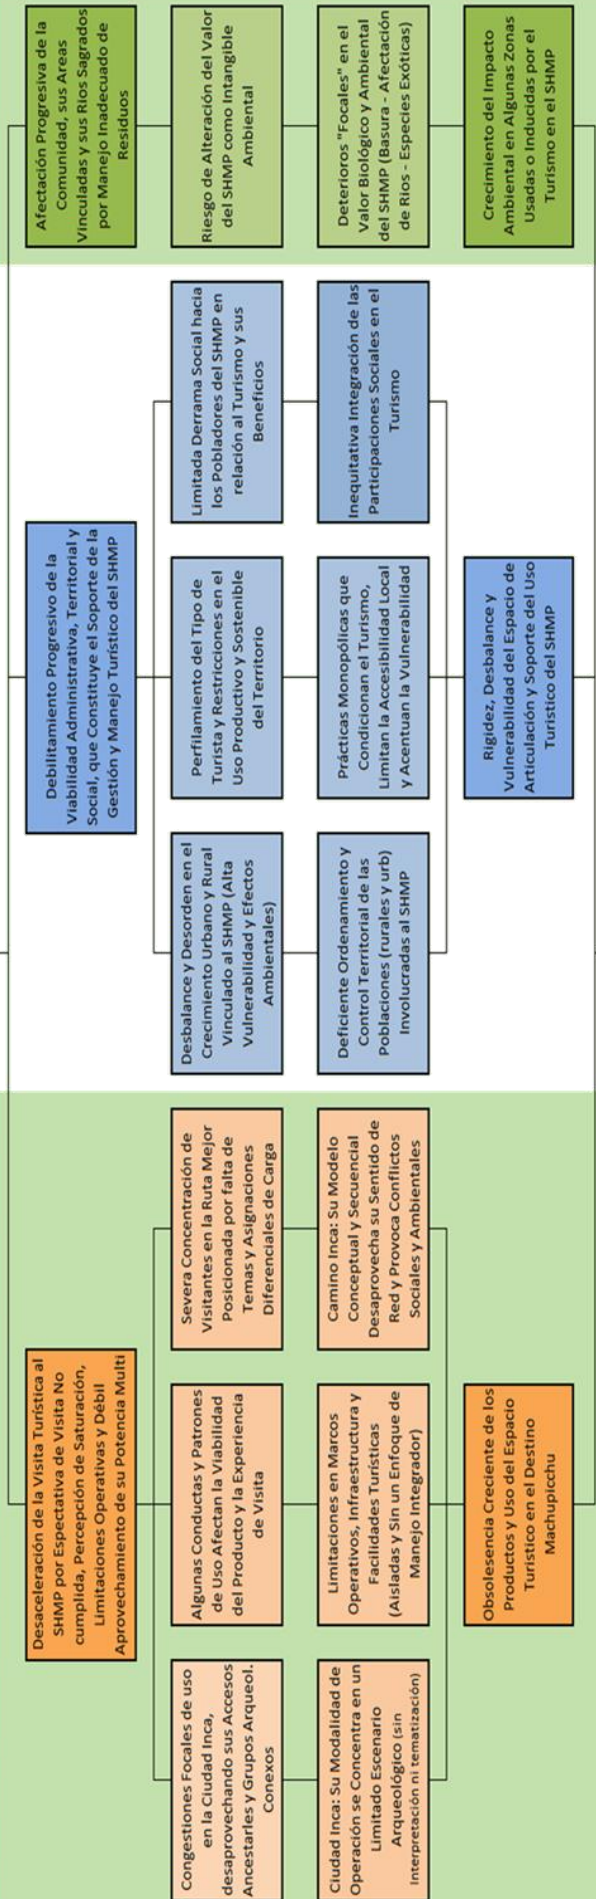 Desaceleración de la Visita Turística al
SHMP por Espectativa de Visita No
cumplida, Percepción de Saturación,
Limitaciones Operativas y Débil
Aprovechamiento de su Potencia Multi
Debilitamiento Progresivo de la
Viabilidad Administrativa, Territorial y
Social, que Constituye el Soporte de la
Gestión y Manejo Turístico del SHMP
Afectación Progresiva de la
Comunidad, sus Areas
Vinculadas y sus Rios Sagrados
por Manejo Inadecuado de
Residuos
Congestiones Focales de uso
en la Ciudad Inca,
desaprovechando sus Accesos
Ancestarles y Grupos Arqueol.
Conexos
Algunas Conductas y Patrones
de Uso Afectan la Viabilidad
del Producto y la Experiencia
de Visita
Severa Concentración de
Visitantes en la Ruta Mejor
Posicionada por falta de
Temas y Asignaciones
Diferenciales de Carga
Desbalance y Desorden en el
Crecimiento Urbano y Rural
Vinculado al SHMP (Alta
Vulnerabilidad y Efectos
Ambientales)
Perfilamiento del Tipo de
Turista y Restricciones en el
Uso Productivo y Sostenible
del Territorio
Limitada Derrama Social hacia
los Pobladores del SHMP en
relación al Turismo y sus
Beneficios
Riesgo de Alteración del Valor
del SHMP como Intangible
Ambiental
Ciudad Inca: Su Modalidad de
Operación se Concentra en un
Limitado Escenario
Arqueológico (sin
Interpretación ni tematización)
Limitaciones en Marcos
Operativos, Infraestructura y
Facilidades Turísticas
(Aisladas y Sin un Enfoque de
Manejo Integrador)
Camino Inca: Su Modelo
Conceptual y Secuencial
Desaprovecha su Sentido de
Red y Provoca Conflictos
Sociales y Ambientales
Deficiente Ordenamiento y
Control Territorial de las
Poblaciones (rurales y urb)
Involucradas al SHMP
Prácticas Monopólicas que
Condicionan el Turismo,
Limitan la Accesibilidad Local
y Acentuan la Vulnerabilidad
Inequitativa Integración de las
Participaciones Sociales en el
Turismo
Deterioros "Focales" en el
Valor Biológico y Ambiental
del SHMP (Basura - Afectación
de Rios - Especies Exóticas)
Obsolesencia Creciente de los
Productos y Uso del Espacio
Turístico en el Destino
Machupicchu
Rigidez, Desbalance y
Vulnerabilidad del Espacio de
Articulación y Soporte del Uso
Turístico del SHMP
Crecimiento del Impacto
Ambiental en Algunas Zonas
Usadas o Inducidas por el
Turismo en el SHMP